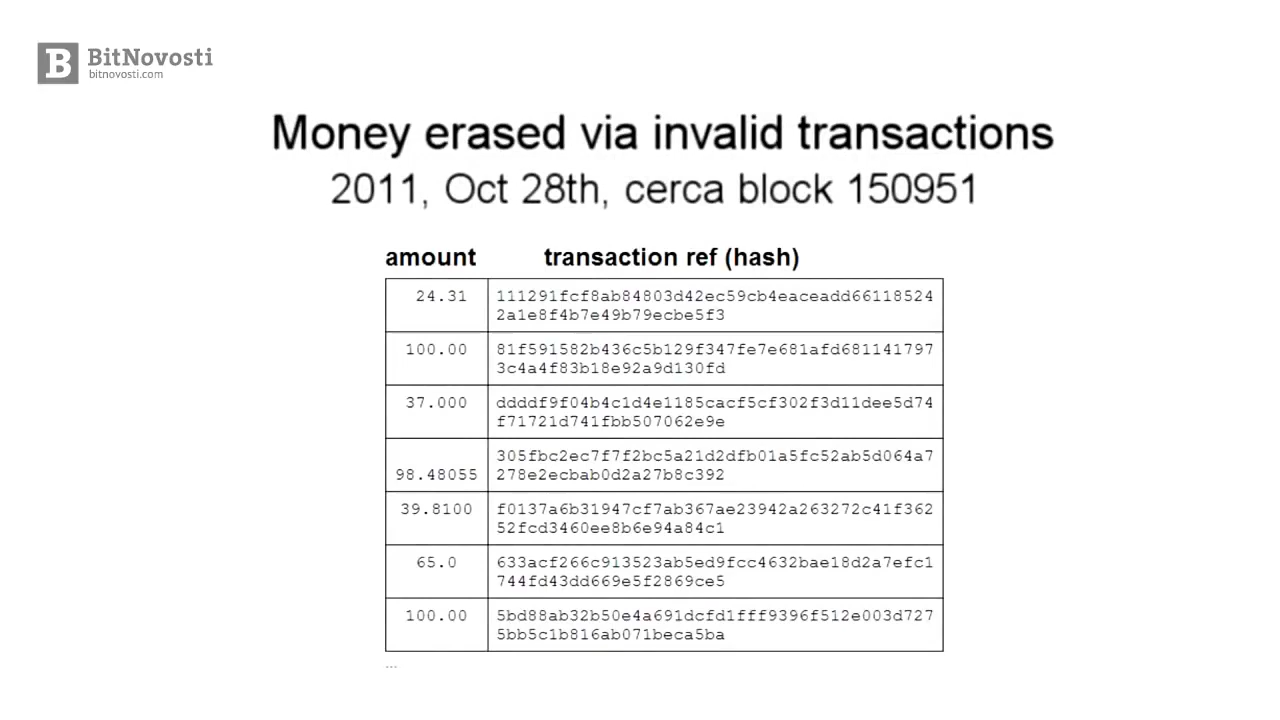 B BitNovosti
bitnovosti.com
Money erased via invalid transactions
2011, Oct 28th, cerca block 150951
amount transaction ref (hash)
24.31 111291fcf8ab84803d42ec59cb4eaceadd66118524
2a1e8f4b7e49b79ecbe5f3
100.00 81f591582b436c5b129f347fe7e681afd681141797
3c4a4f83b18e92a9d130fd
37.000 ddddf9f04b4c1d4e1185cacf5cf302f3d11dee5d74
f71721d741fbb507062e9e
305fbc2ec7f7f2bc5a21d2dfb01a5fc52ab5d064a7
98.48055 278e2ecbab0d2a27b8c392
39.8100 f0137a6b31947cf7ab367ae23942a263272c41f362
52fcd3460ee8b6e94a84c1
65.0 633acf266c913523ab5ed9fcc4632bae18d2a7efc1
744fd43dd669e5f2869ce5
100.00 5bd88ab32b50e4a691dcfd1fff9396f512e003d727
5bb5c1b816ab071beca5ba
...